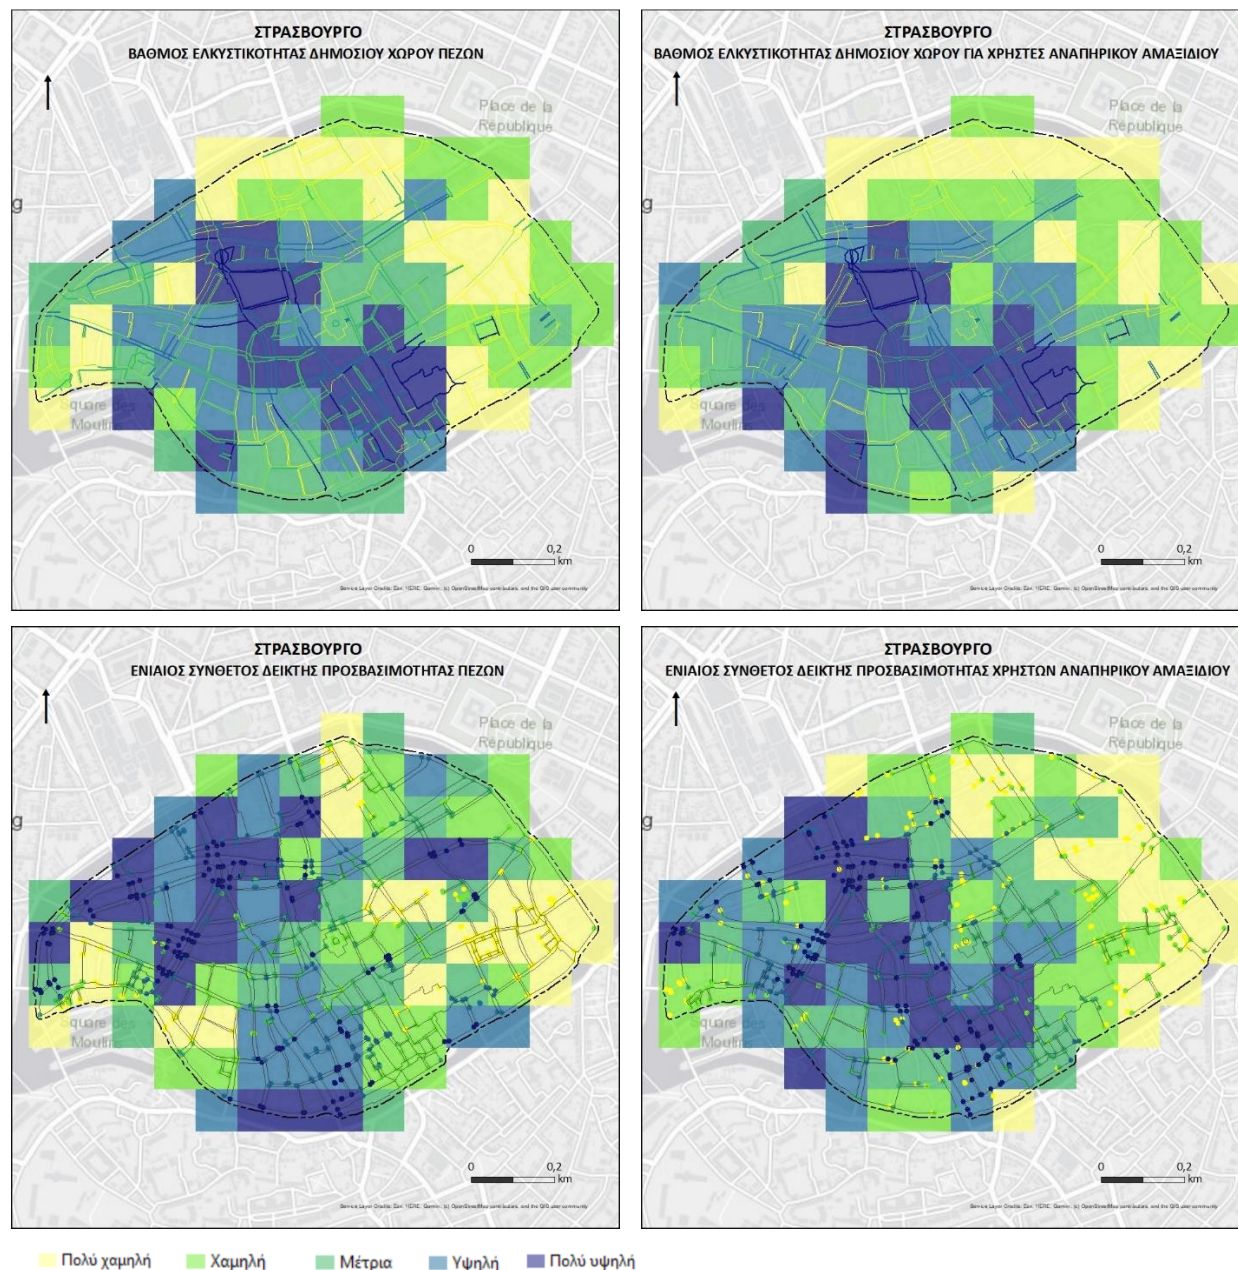 ΣΤΡΑΣΒΟΥΡΓΟ
ΒΑΘΜΟΣ ΕΛΚΥΣΤΙΚΟΤΗΤΑΣ ΔΗΜΟΣΙΟΥ ΧΩΡΟΥ ΠΕΖΩΝ
Place de la
République
g
Square des
Moulins
0 0,2
km
ΣΤΡΑΣΒΟΥΡΓΟ
ΒΑΘΜΟΣ ΕΛΚΥΣΤΙΚΟΤΗΤΑΣ ΔΗΜΟΣΙΟΥ ΧΩΡΟΥ ΓΙΑ ΧΡΗΣΤΕΣ ΑΝΑΠΗΡΙΚΟΥ ΑΜΑΞΙΔΙΟΥ
Place de la
République
g
Square des
Moulins
0 0,2
km
ΣΤΡΑΣΒΟΥΡΓΟ
ΕΝΙΑΙΟΣ ΣΥΝΘΕΤΟΣ ΔΕΙΚΤΗΣ ΠΡΟΣΒΑΣΙΜΟΤΗΤΑΣ ΠΕΖΩΝ
Place de la
République
g
Square des
Moulins
0 0,2
km
ΣΤΡΑΣΒΟΥΡΓΟ
ΕΝΙΑΙΟΣ ΣΥΝΘΕΤΟΣ ΔΕΙΚΤΗΣ ΠΡΟΣΒΑΣΙΜΟΤΗΤΑΣ ΧΡΗΣΤΩΝ ΑΝΑΠΗΡΙΚΟΥ ΑΜΑΞΙΔΙΟΥ
Place de la
République
g
Square des
Moulins
0 0,2
km
Πολύ χαμηλή Χαμηλή Μέτρια Υψηλή Πολύ υψηλή